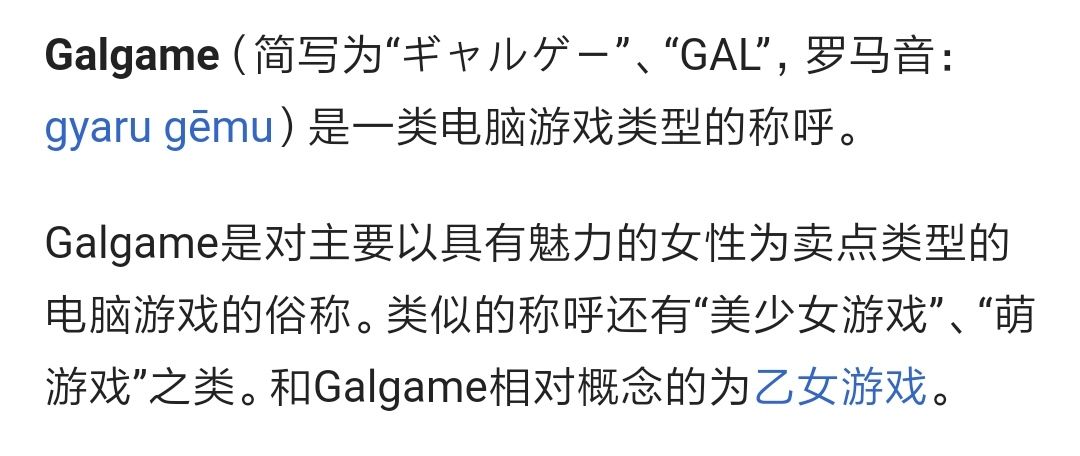 Galgame（简写为“ギャルゲー”、“GAL”，罗马音：
gyaru gēmu）是一类电脑游戏类型的称呼。
Galgame是对主要以具有魅力的女性为卖点类型的
电脑游戏的俗称。类似的称呼还有“美少女游戏”、“萌
游戏”之类。和Galgame相对概念的为乙女游戏。